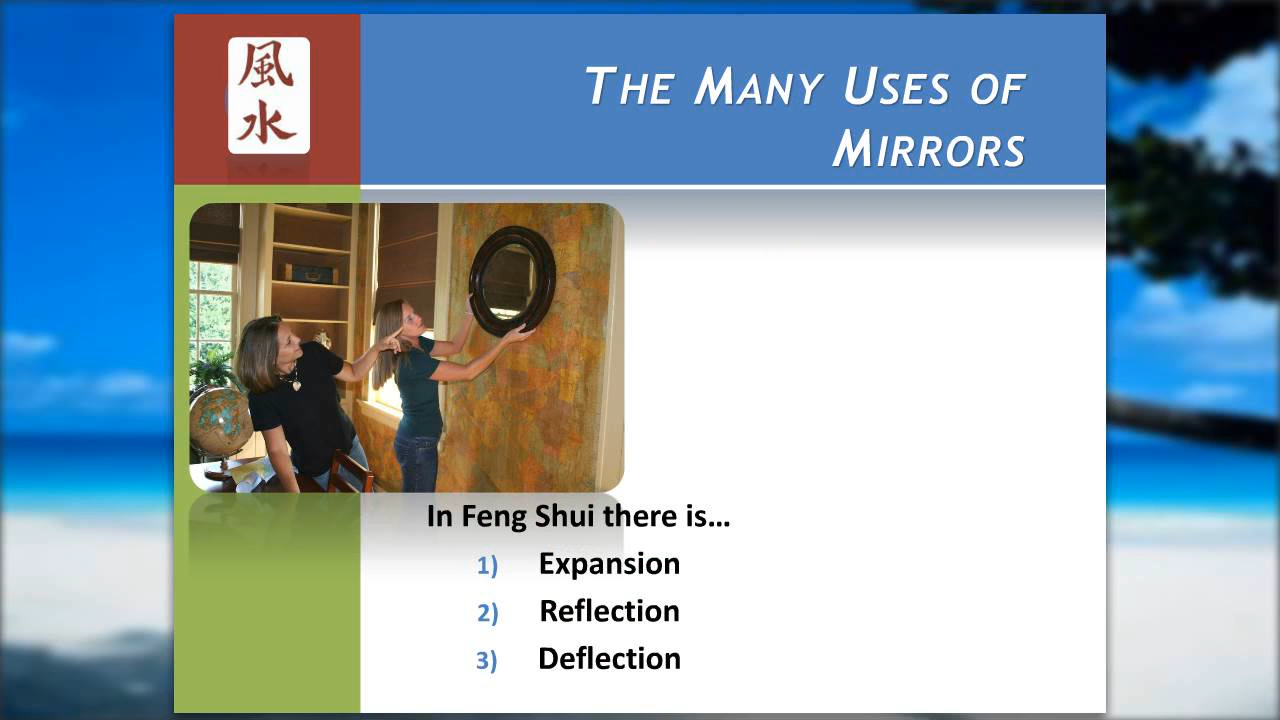 風
水
The Many Uses of
Mirrors
In Feng Shui there is...
1) Expansion
2) Reflection
3) Deflection